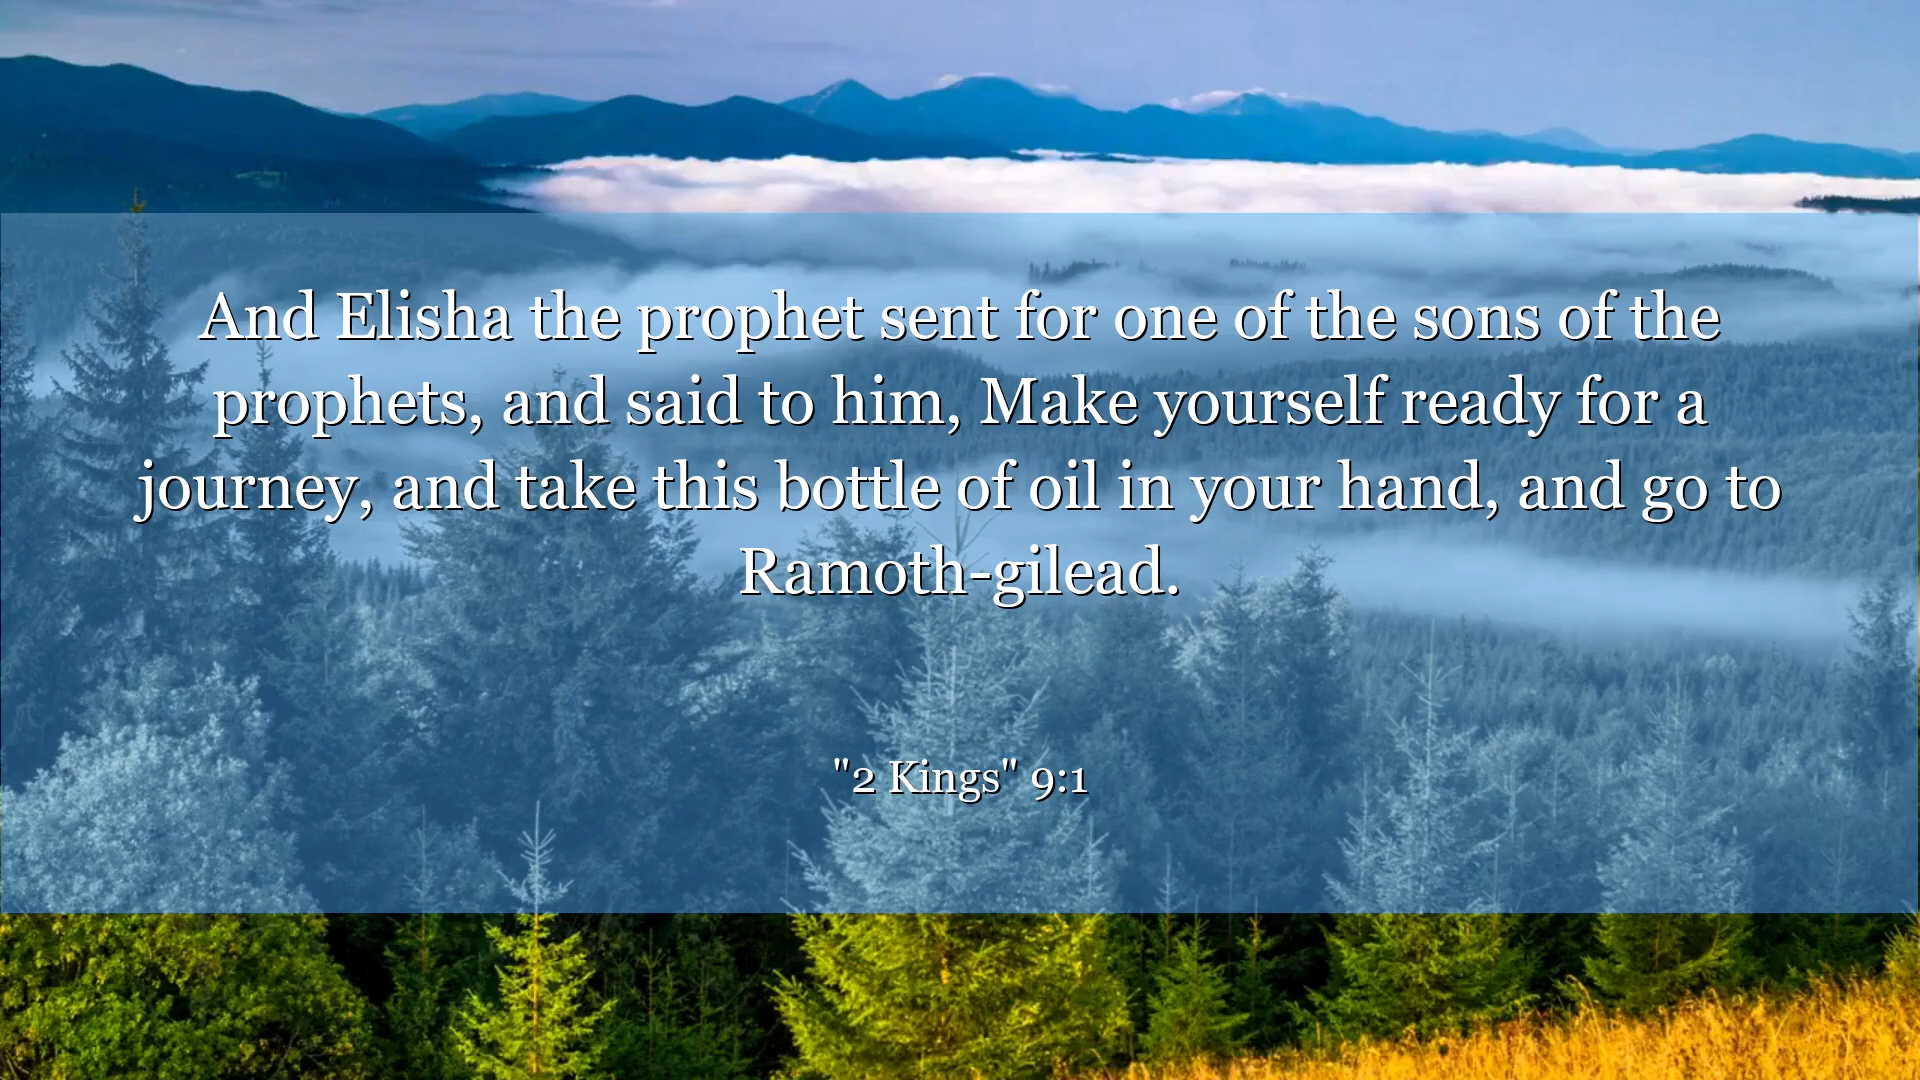 And Elisha the prophet sent for one of the sons of the
prophets, and said to him, Make yourself ready for a
journey, and take this bottle of oil in your hand, and go to
Ramoth-gilead.
"2 Kings" 9:1